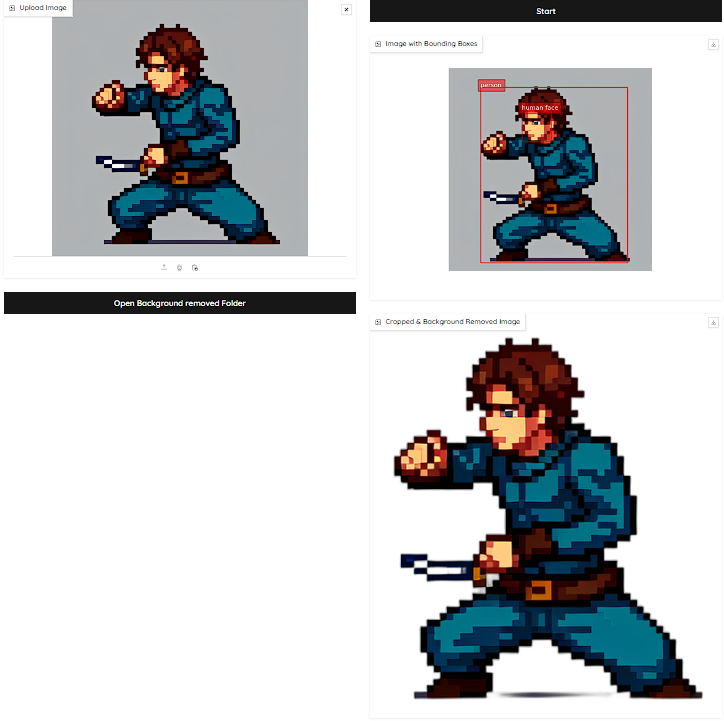 Upload Image
Open Background removed Folder
Start
Image with Bounding Boxes
person
human face
Cropped & Background Removed Image